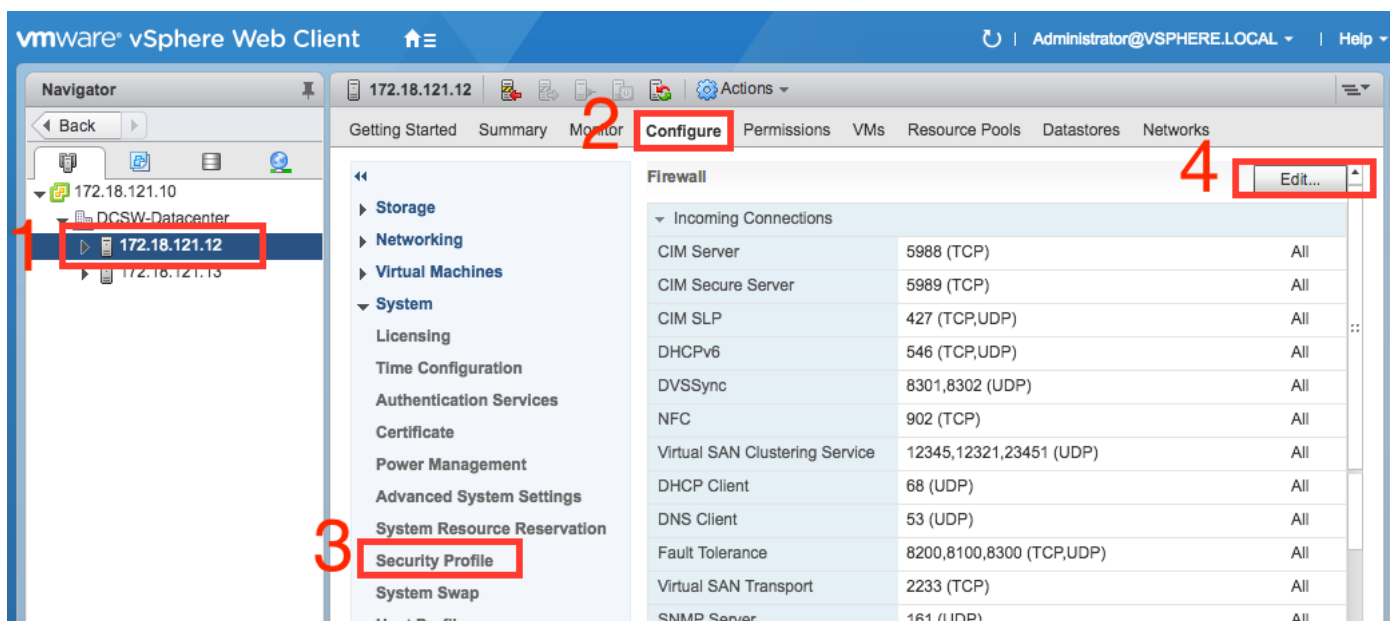 vmware® vSphere Web Client
Administrator@VSPHERE.LOCAL
Help
Navigator
Back
172.18.121.10
DCSW-Datacenter
1
172.18.121.12
172.18.121.13
172.18.121.12
Actions
2
Getting Started Summary Monitor Configure Permissions VMs Resource Pools Datastores Networks
Storage
Networking
Virtual Machines
System
Licensing
Time Configuration
Authentication Services
Certificate
Power Management
Advanced System Settings
System Resource Reservation
3
Security Profile
System Swap
Firewall
4
Edit...
Incoming Connections
CIM Server 5988 (TCP) All
CIM Secure Server 5989 (TCP) All
CIM SLP 427 (TCP,UDP) All
DHCPv6 546 (TCP,UDP) All
DVSSync 8301,8302 (UDP) All
NFC 902 (TCP) All
Virtual SAN Clustering Service 12345,12321,23451 (UDP) All
DHCP Client 68 (UDP) All
DNS Client 53 (UDP) All
Fault Tolerance 8200,8100,8300 (TCP,UDP) All
Virtual SAN Transport 2233 (TCP) All
SNMP Server 161 (UDP) All